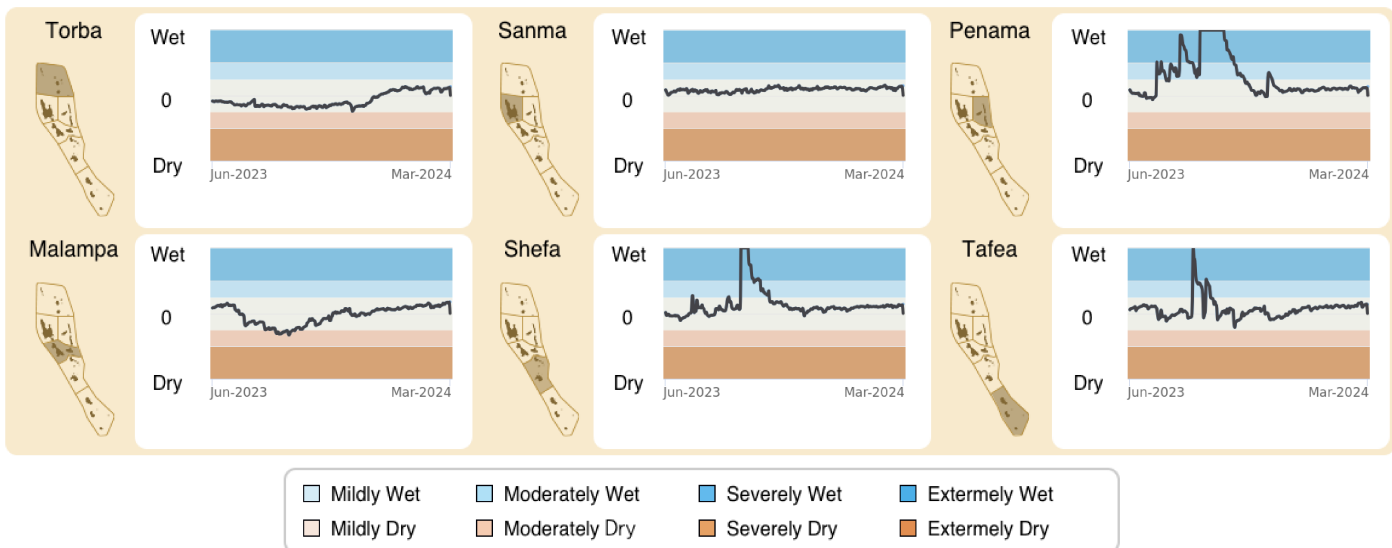 Torba
Wet
0
Dry
Jun-2023 Mar-2024
Sanma
Wet
0
Dry
Jun-2023 Mar-2024
Penama
Wet
0
Dry
Jun-2023 Mar-2024
Malampa
Wet
0
Dry
Jun-2023 Mar-2024
Shefa
Wet
0
Dry
Jun-2023 Mar-2024
Tafea
Wet
0
Dry
Jun-2023 Mar-2024
Mildly Wet Moderately Wet Severely Wet Extermely Wet
Mildly Dry Moderately Dry Severely Dry Extermely Dry